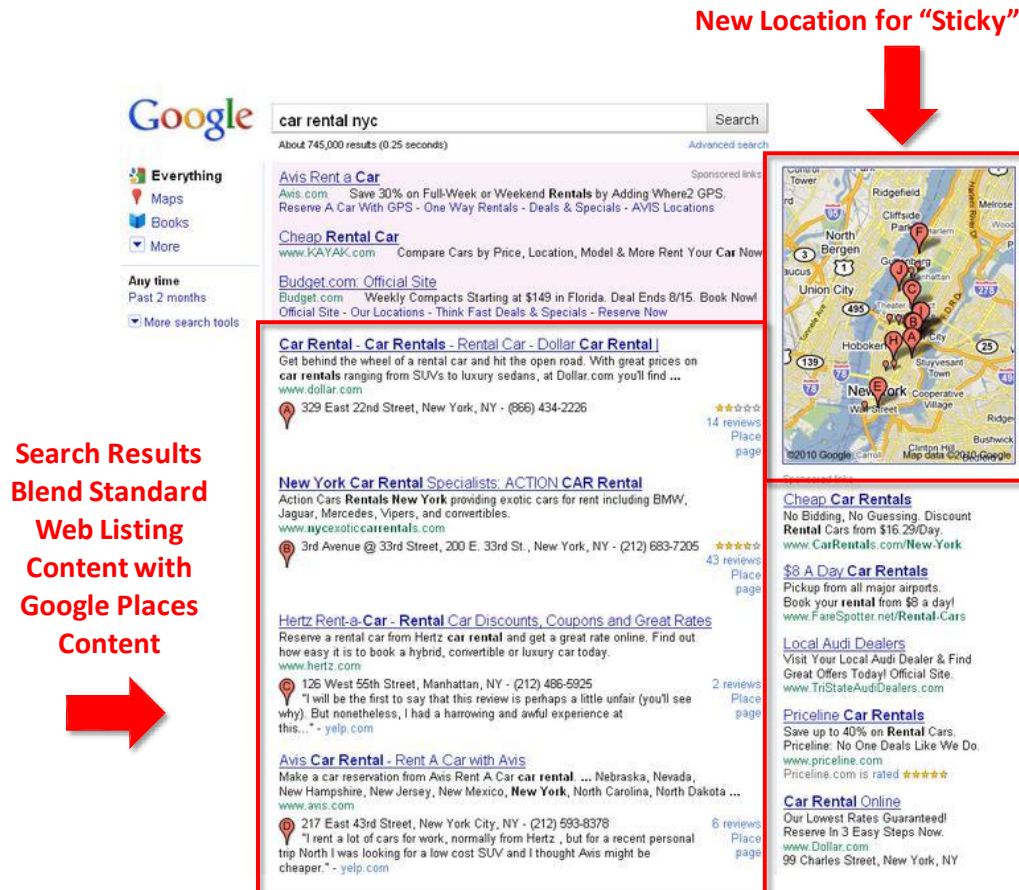 New Location for “Sticky”
Google
car rental nyc
Search
About 745,000 results (0.25 seconds)
Advanced search
Everything
Maps
Books
More
Any time
Past 2 months
More search tools
Sponsored links
Avis Rent a Car
Avis.com Save 30% on Full-Week or Weekend Rentals by Adding Where2 GPS.
Reserve A Car With GPS - One Way Rentals - Deals & Specials - AVIS Locations
Cheap Rental Car
www.KAYAK.com Compare Cars by Price, Location, Model & More Rent Your Car Now
Budget.com: Official Site
Budget.com Weekly Compacts Starting at $149 in Florida. Deal Ends 8/15. Book Now!
Official Site - Our Locations - Think Fast Deals & Specials - Reserve Now
Search Results
Blend Standard
Web Listing
Content with
Google Places
Content
Car Rental - Car Rentals - Rental Car - Dollar Car Rental |
Get behind the wheel of a rental car and hit the open road. With great prices on
car rentals ranging from SUVs to luxury sedans, at Dollar.com you'll find ...
www.dollar.com
A 329 East 22nd Street, New York, NY - (866) 434-2226
14 reviews
Place
page
New York Car Rental Specialists: ACTION CAR Rental
Action Cars Rentals New York providing exotic cars for rent including BMW,
Jaguar, Mercedes, Vipers, and convertibles.
www.nycexoticcarrentals.com
B 3rd Avenue @ 33rd Street, 200 E. 33rd St., New York, NY - (212) 683-7205
43 reviews
Place
page
Hertz Rent-a-Car - Rental Car Discounts, Coupons and Great Rates
Reserve a rental car from Hertz car rental and get a great rate online. Find out
how easy it is to book a hybrid, convertible or luxury car today.
www.hertz.com
C 126 West 55th Street, Manhattan, NY - (212) 486-5925
"I will be the first to say that this review is perhaps a little unfair (you'll see
why). But nonetheless, I had a harrowing and awful experience at
this..." - yelp.com
2 reviews
Place
page
Avis Car Rental - Rent A Car with Avis
Make a car reservation from Avis Rent A Car car rental. ... Nebraska, Nevada,
New Hampshire, New Jersey, New Mexico, New York, North Carolina, North Dakota ...
www.avis.com
D 217 East 43rd Street, New York City, NY - (212) 593-8378
"I rent a lot of cars for work, normally from Hertz , but for a recent personal
trip North I was looking for a low cost SUV and I thought Avis might be
cheaper." - yelp.com
6 reviews
Place
page
Tower
Ridgefield
Melrose
Cliffside
Park
F
95
North
Bergen
3
1
J
C
278
Union City
I
495
B
Hoboken
H
A
City
25
139
78
Stuyvesant
Town
E
New York
Cooperative
Village
Wall Street
78
Ridge
Bushwick
Clinton Hill
©2010 Google
Map data ©2010 Google
Sponsored links
Cheap Car Rentals
No Bidding, No Guessing. Discount
Rental Cars from $16.29/Day.
www.CarRentals.com/New-York
$8 A Day Car Rentals
Pickup from all major airports.
Book your rental from $8 a day!
www.FareSpotter.net/Rental-Cars
Local Audi Dealers
Visit Your Local Audi Dealer & Find
Great Offers Today! Official Site.
www.TriStateAudiDealers.com
Priceline Car Rentals
Save up to 40% on Rental Cars.
Priceline: No One Deals Like We Do.
www.priceline.com
Priceline.com is rated
Car Rental Online
Our Lowest Rates Guaranteed!
Reserve In 3 Easy Steps Now.
www.Dollar.com
99 Charles Street, New York, NY